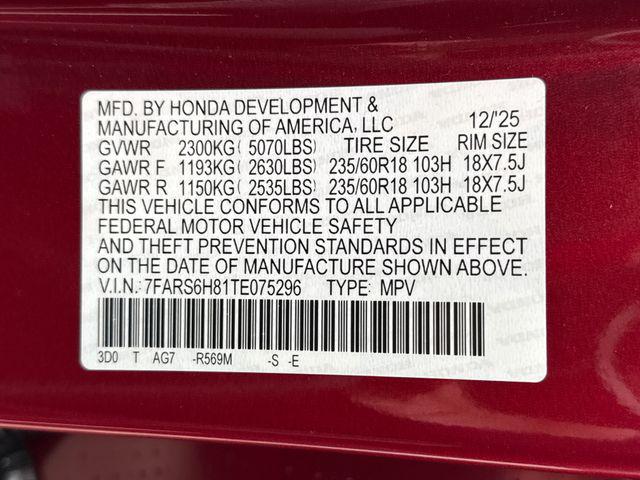 MFD. BY HONDA DEVELOPMENT &
MANUFACTURING OF AMERICA, LLC 12/'25
GVWR 2300KG( 5070LBS) TIRE SIZE RIM SIZE
GAWR F 1193KG( 2630LBS) 235/60R18 103H 18X7.5J
GAWR R 1150KG( 2535LBS) 235/60R18 103H 18X7.5J
THIS VEHICLE CONFORMS TO ALL APPLICABLE
FEDERAL MOTOR VEHICLE SAFETY
AND THEFT PREVENTION STANDARDS IN EFFECT
ON THE DATE OF MANUFACTURE SHOWN ABOVE.
V.I.N.: 7FARS6H81TE075296 TYPE: MPV
3D0 T AG7 -R569M -S -E